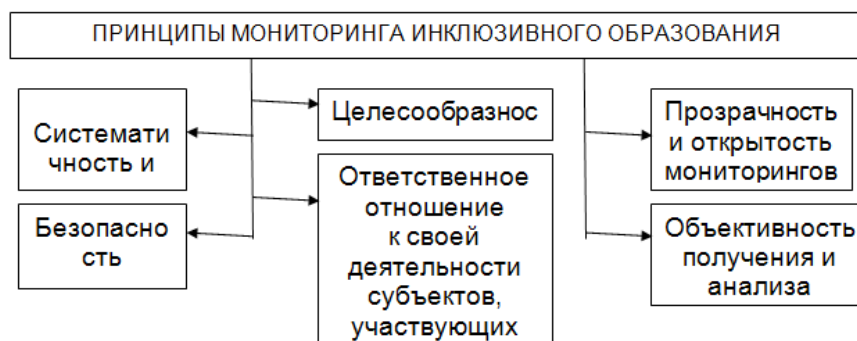 ПРИНЦИПЫ МОНИТОРИНГА ИНКЛЮЗИВНОГО ОБРАЗОВАНИЯ
Системати
чность и
Безопасно
сть
Целесообразнос
Ответственное
отношение
к своей
деятельности
субъектов,
участвующих
Прозрачность
и открытость
мониторингов
Объективность
получения и
анализа